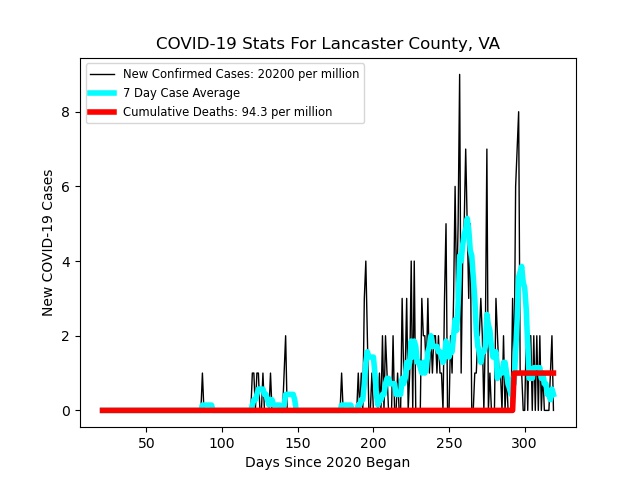 COVID-19 Stats For Lancaster County, VA
New Confirmed Cases: 20200 per million
7 Day Case Average
Cumulative Deaths: 94.3 per million
New COVID-19 Cases
8
6
4
2
0
50 100 150 200 250 300
Days Since 2020 Began